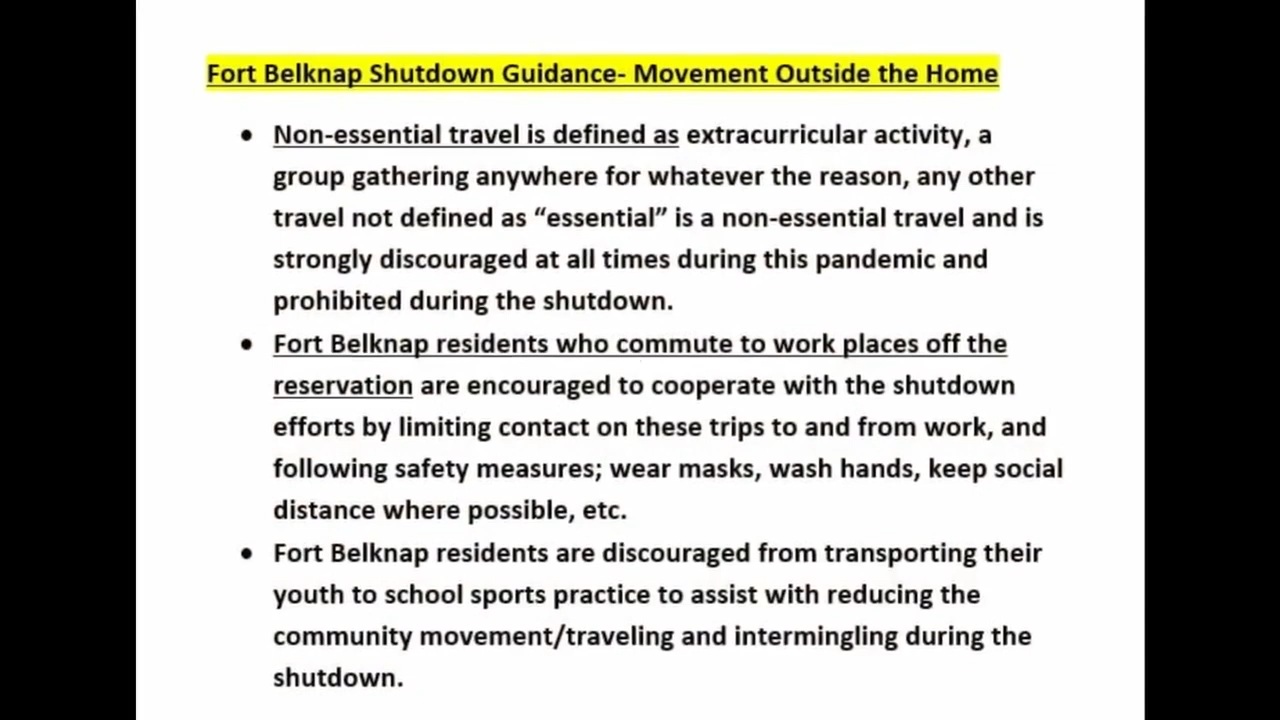 Fort Belknap Shutdown Guidance- Movement Outside the Home
• Non-essential travel is defined as extracurricular activity, a
group gathering anywhere for whatever the reason, any other
travel not defined as “essential” is a non-essential travel and is
strongly discouraged at all times during this pandemic and
prohibited during the shutdown.
• Fort Belknap residents who commute to work places off the
reservation are encouraged to cooperate with the shutdown
efforts by limiting contact on these trips to and from work, and
following safety measures; wear masks, wash hands, keep social
distance where possible, etc.
• Fort Belknap residents are discouraged from transporting their
youth to school sports practice to assist with reducing the
community movement/traveling and intermingling during the
shutdown.